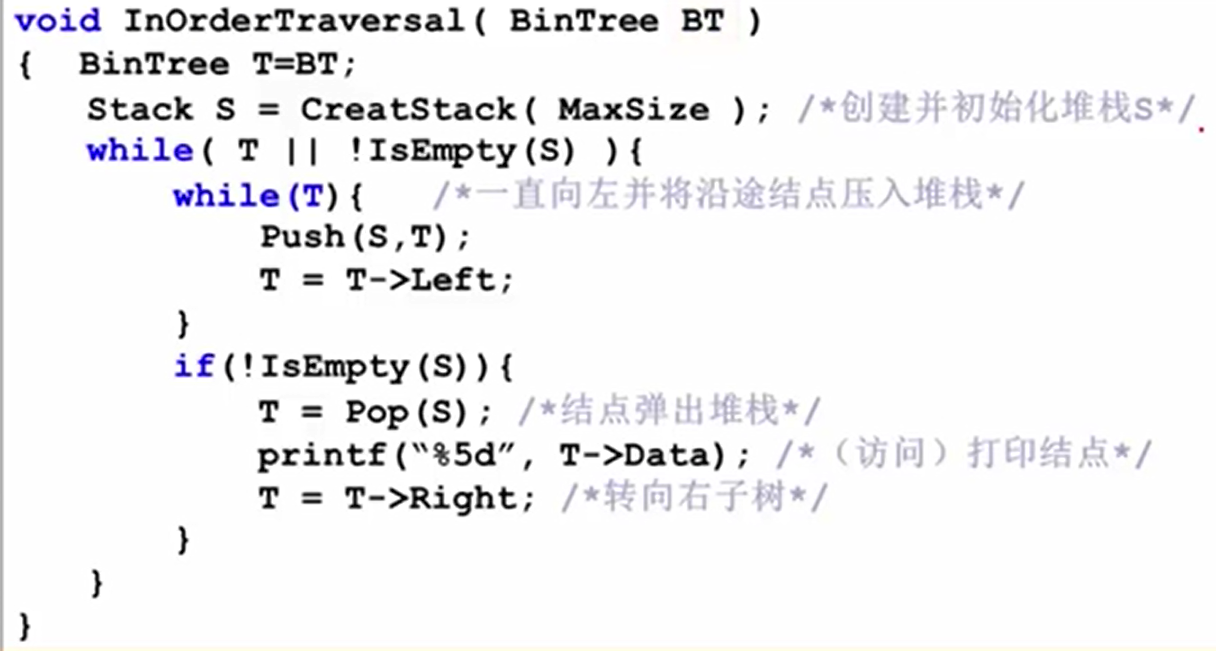 void InOrderTraversal( BinTree BT )
{ BinTree T=BT;
Stack S = CreatStack( MaxSize ); /*创建并初始化堆栈S*/
while( T || !IsEmpty(S) ){
while(T){ /*一直向左并将沿途结点压入堆栈*/
Push(S,T);
T = T->Left;
}
if(!IsEmpty(S)){
T = Pop(S); /*结点弹出堆栈*/
printf(“%5d”, T->Data); /*（访问）打印结点*/
T = T->Right; /*转向右子树*/
}
}
}